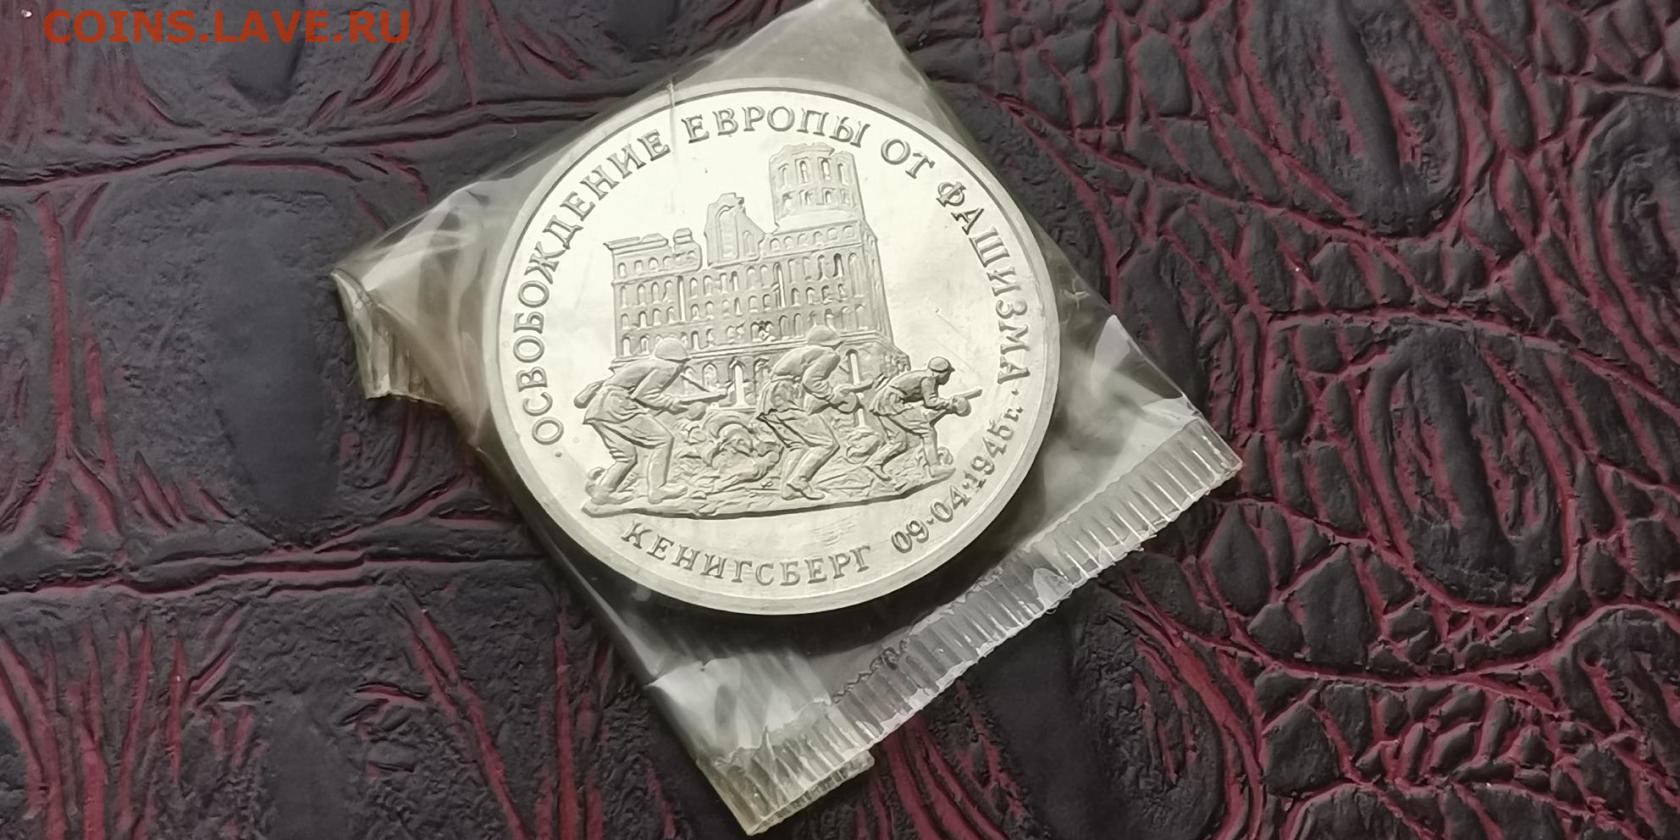 COINS.LAVE.RU
· ОСВОБОЖДЕНИЕ ЕВРОПЫ ОТ ФАШИЗМА ·
КЕНИГСБЕРГ 09·04·1945г.